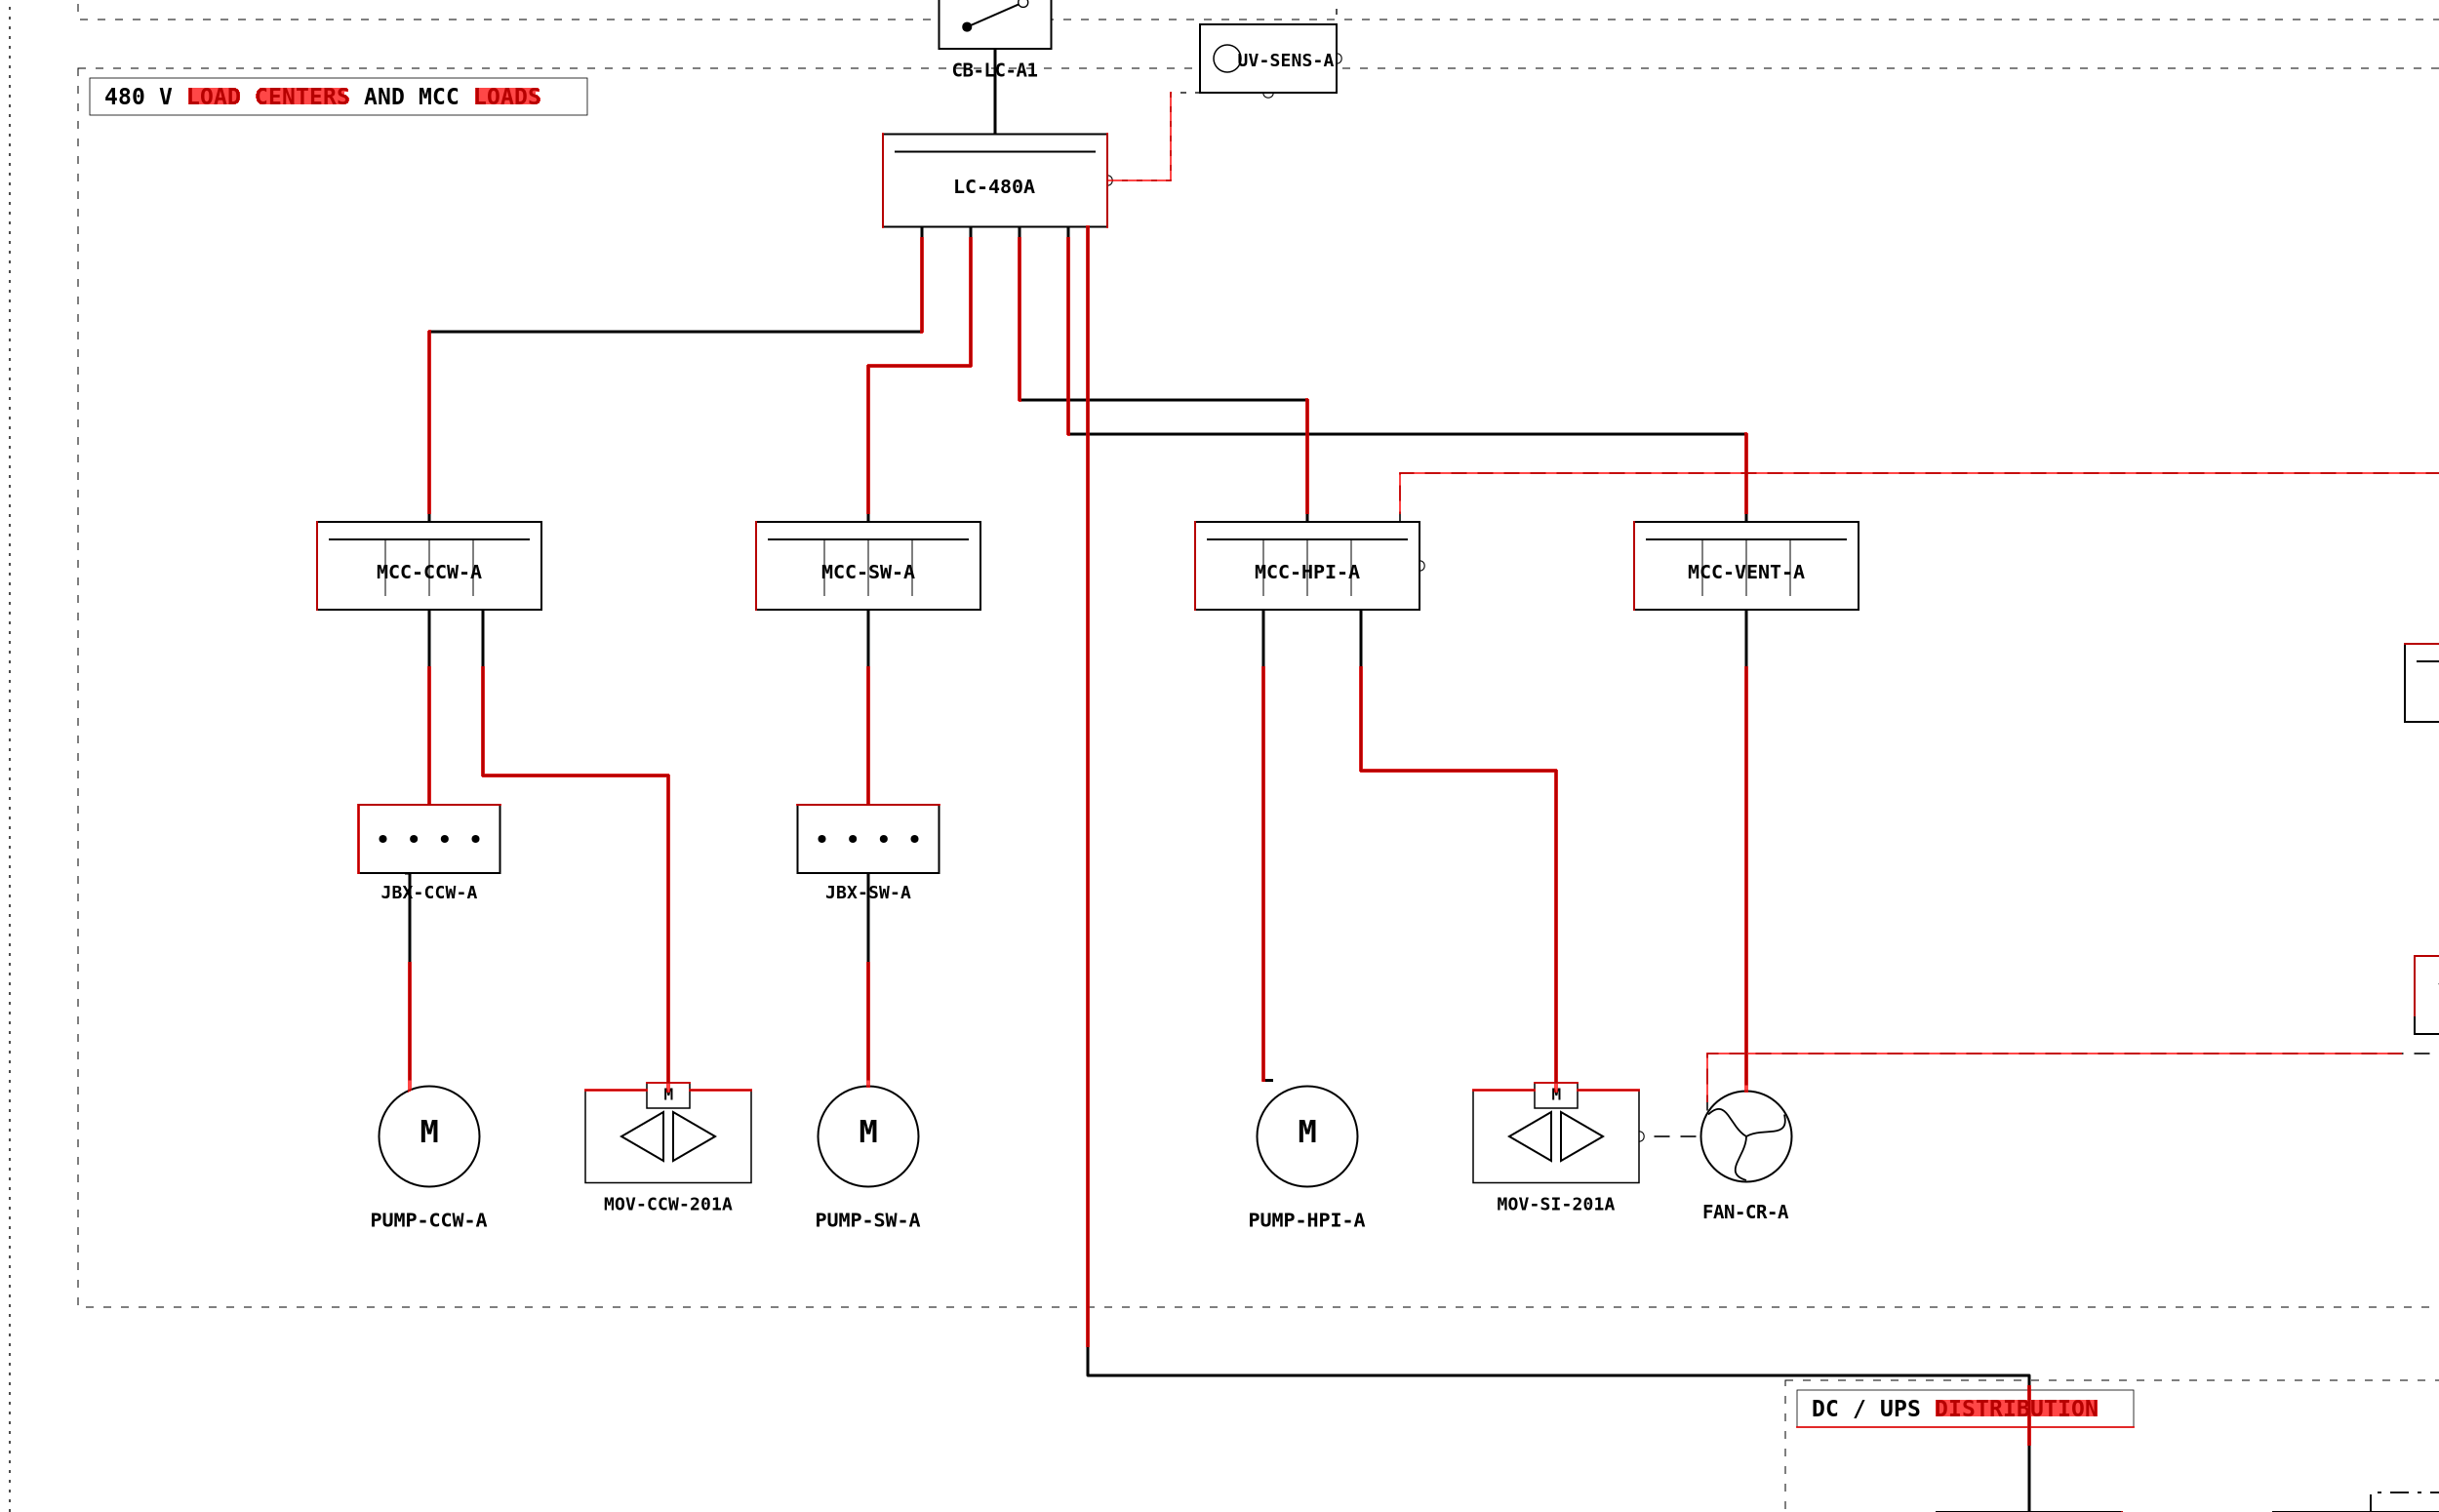 CB-LC-A1
UV-SENS-A
480 V LOAD CENTERS AND MCC LOADS
LC-480A
MCC-CCW-A
MCC-SW-A
MCC-HPI-A
MCC-VENT-A
JBX-CCW-A
JBX-SW-A
M
M
M
M
M
PUMP-CCW-A
MOV-CCW-201A
PUMP-SW-A
PUMP-HPI-A
MOV-SI-201A
FAN-CR-A
DC / UPS DISTRIBUTION